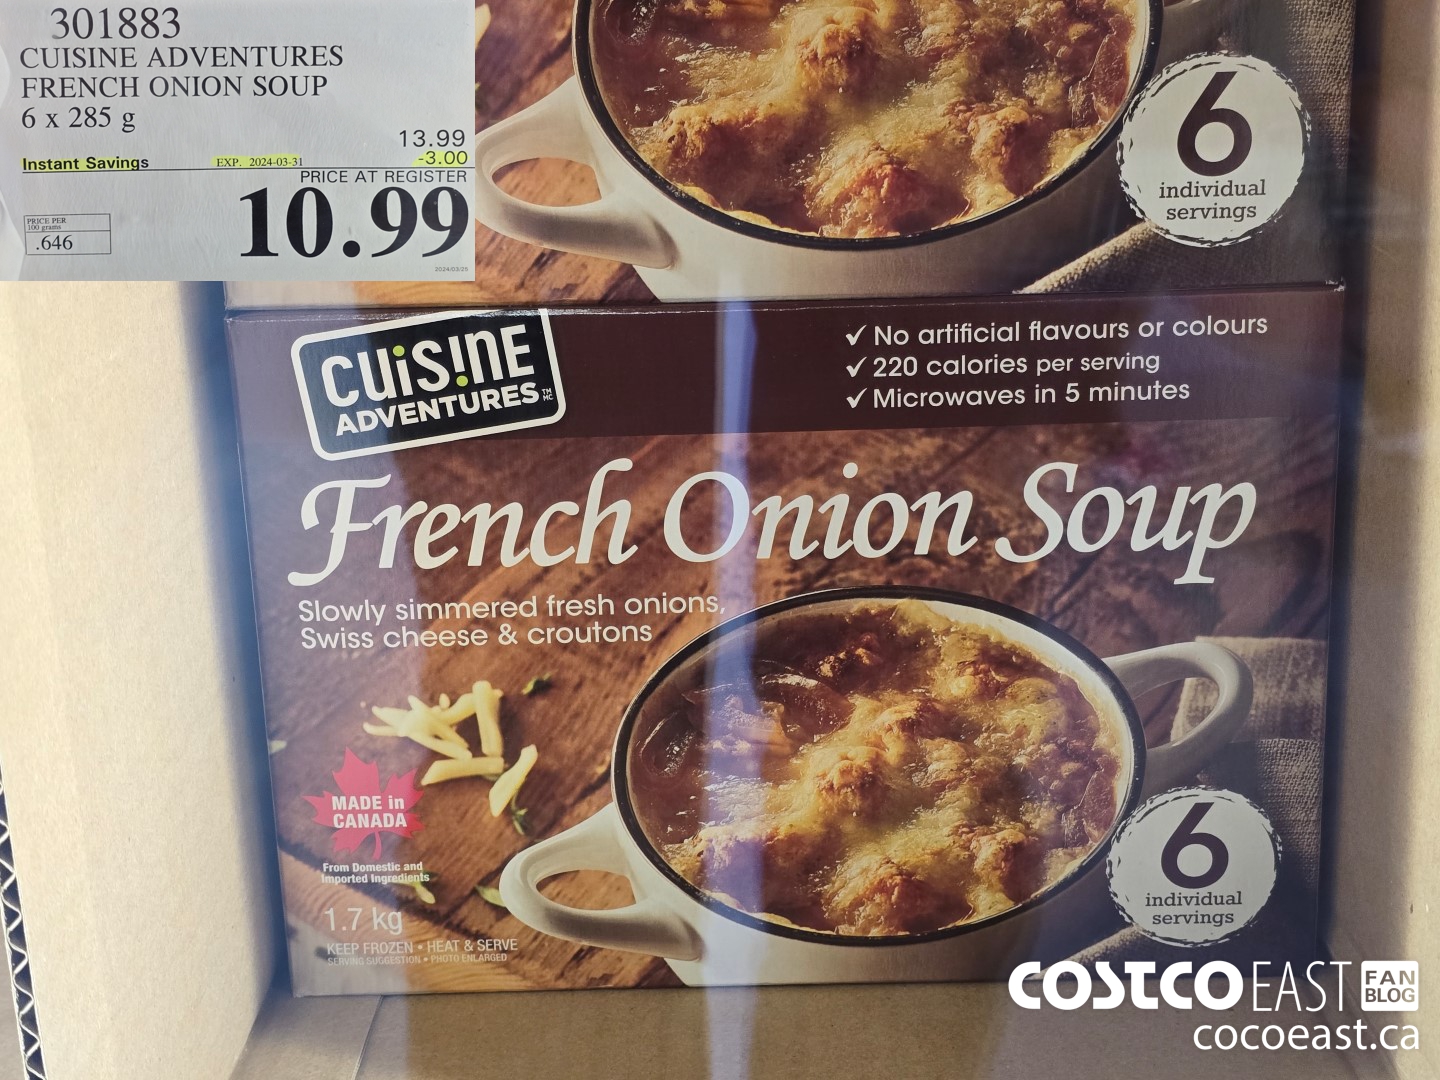 301883
CUISINE ADVENTURES
FRENCH ONION SOUP
6 x 285 g
13.99
Instant Savings EXP. 2024-03-31 -3.00
PRICE AT REGISTER
10.99
PRICE PER
100 grams
.646
2024/03/25
6
individual
servings
CUiS!NE
ADVENTURES TM
MC
✓ No artificial flavours or colours
✓ 220 calories per serving
✓ Microwaves in 5 minutes
French Onion Soup
Slowly simmered fresh onions,
Swiss cheese & croutons
MADE in
CANADA
From Domestic and
Imported Ingredients
1.7 kg
KEEP FROZEN • HEAT & SERVE
SERVING SUGGESTION • PHOTO ENLARGED
6
individual
servings
COSTCO EAST FAN
BLOG
cocoeast.ca